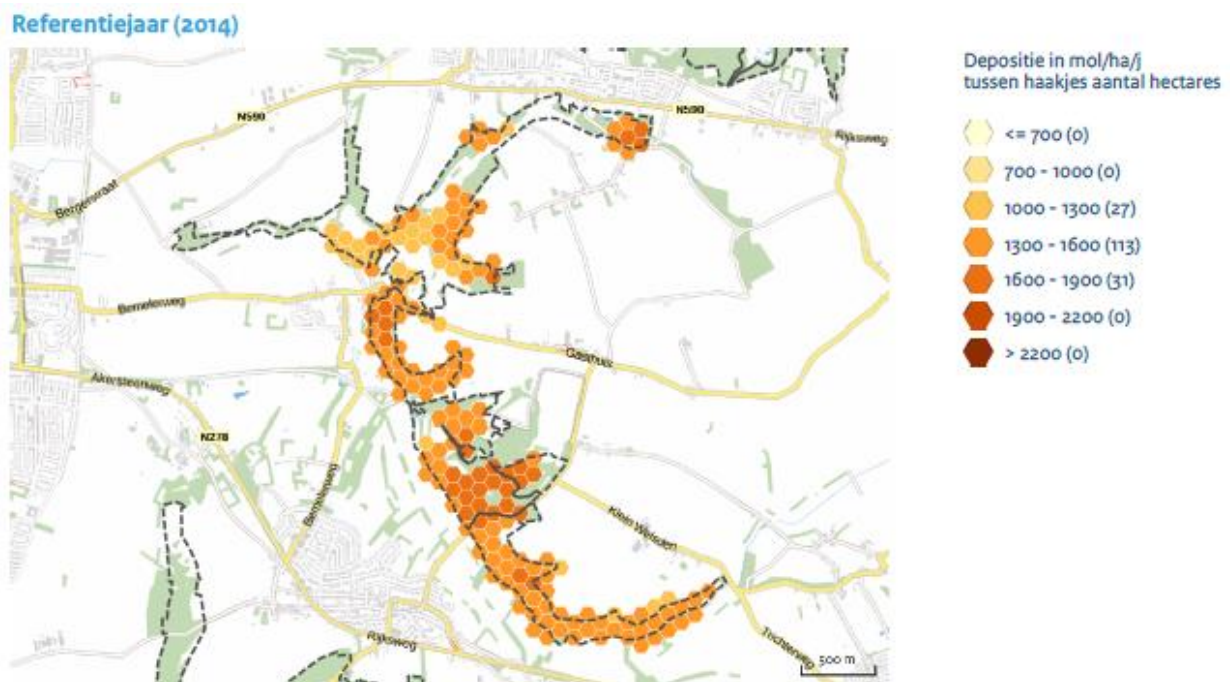 Referentiejaar (2014)
Depositie in mol/ha/j
tussen haakjes aantal hectares
<= 700 (0)
700 - 1000 (0)
1000 - 1300 (27)
1300 - 1600 (113)
1600 - 1900 (31)
1900 - 2200 (0)
> 2200 (0)
N590
N590
Rijksweg
Bergerstraat
Bemelerweg
Gasthuis
Akersteenweg
N278
Bemelerweg
Klein Welsden
Rijksweg
500 m